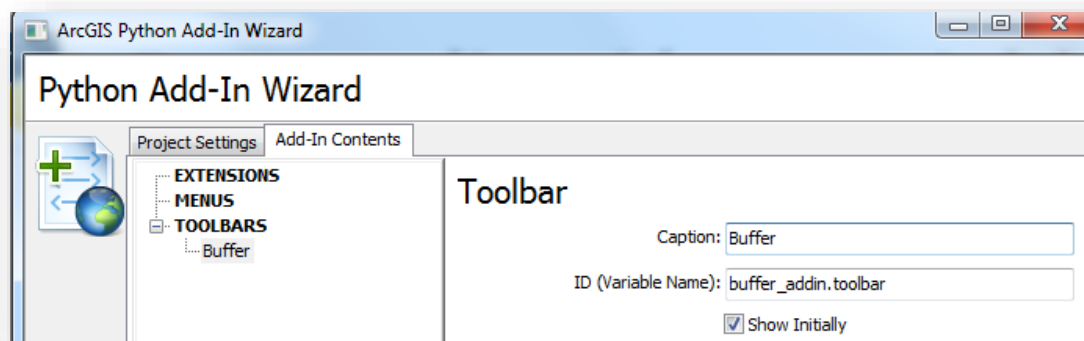 ArcGIS Python Add-In Wizard
Python Add-In Wizard
Project Settings
Add-In Contents
EXTENSIONS
MENUS
TOOLBARS
Buffer
Toolbar
Caption: Buffer
ID (Variable Name): buffer_addin.toolbar
Show Initially